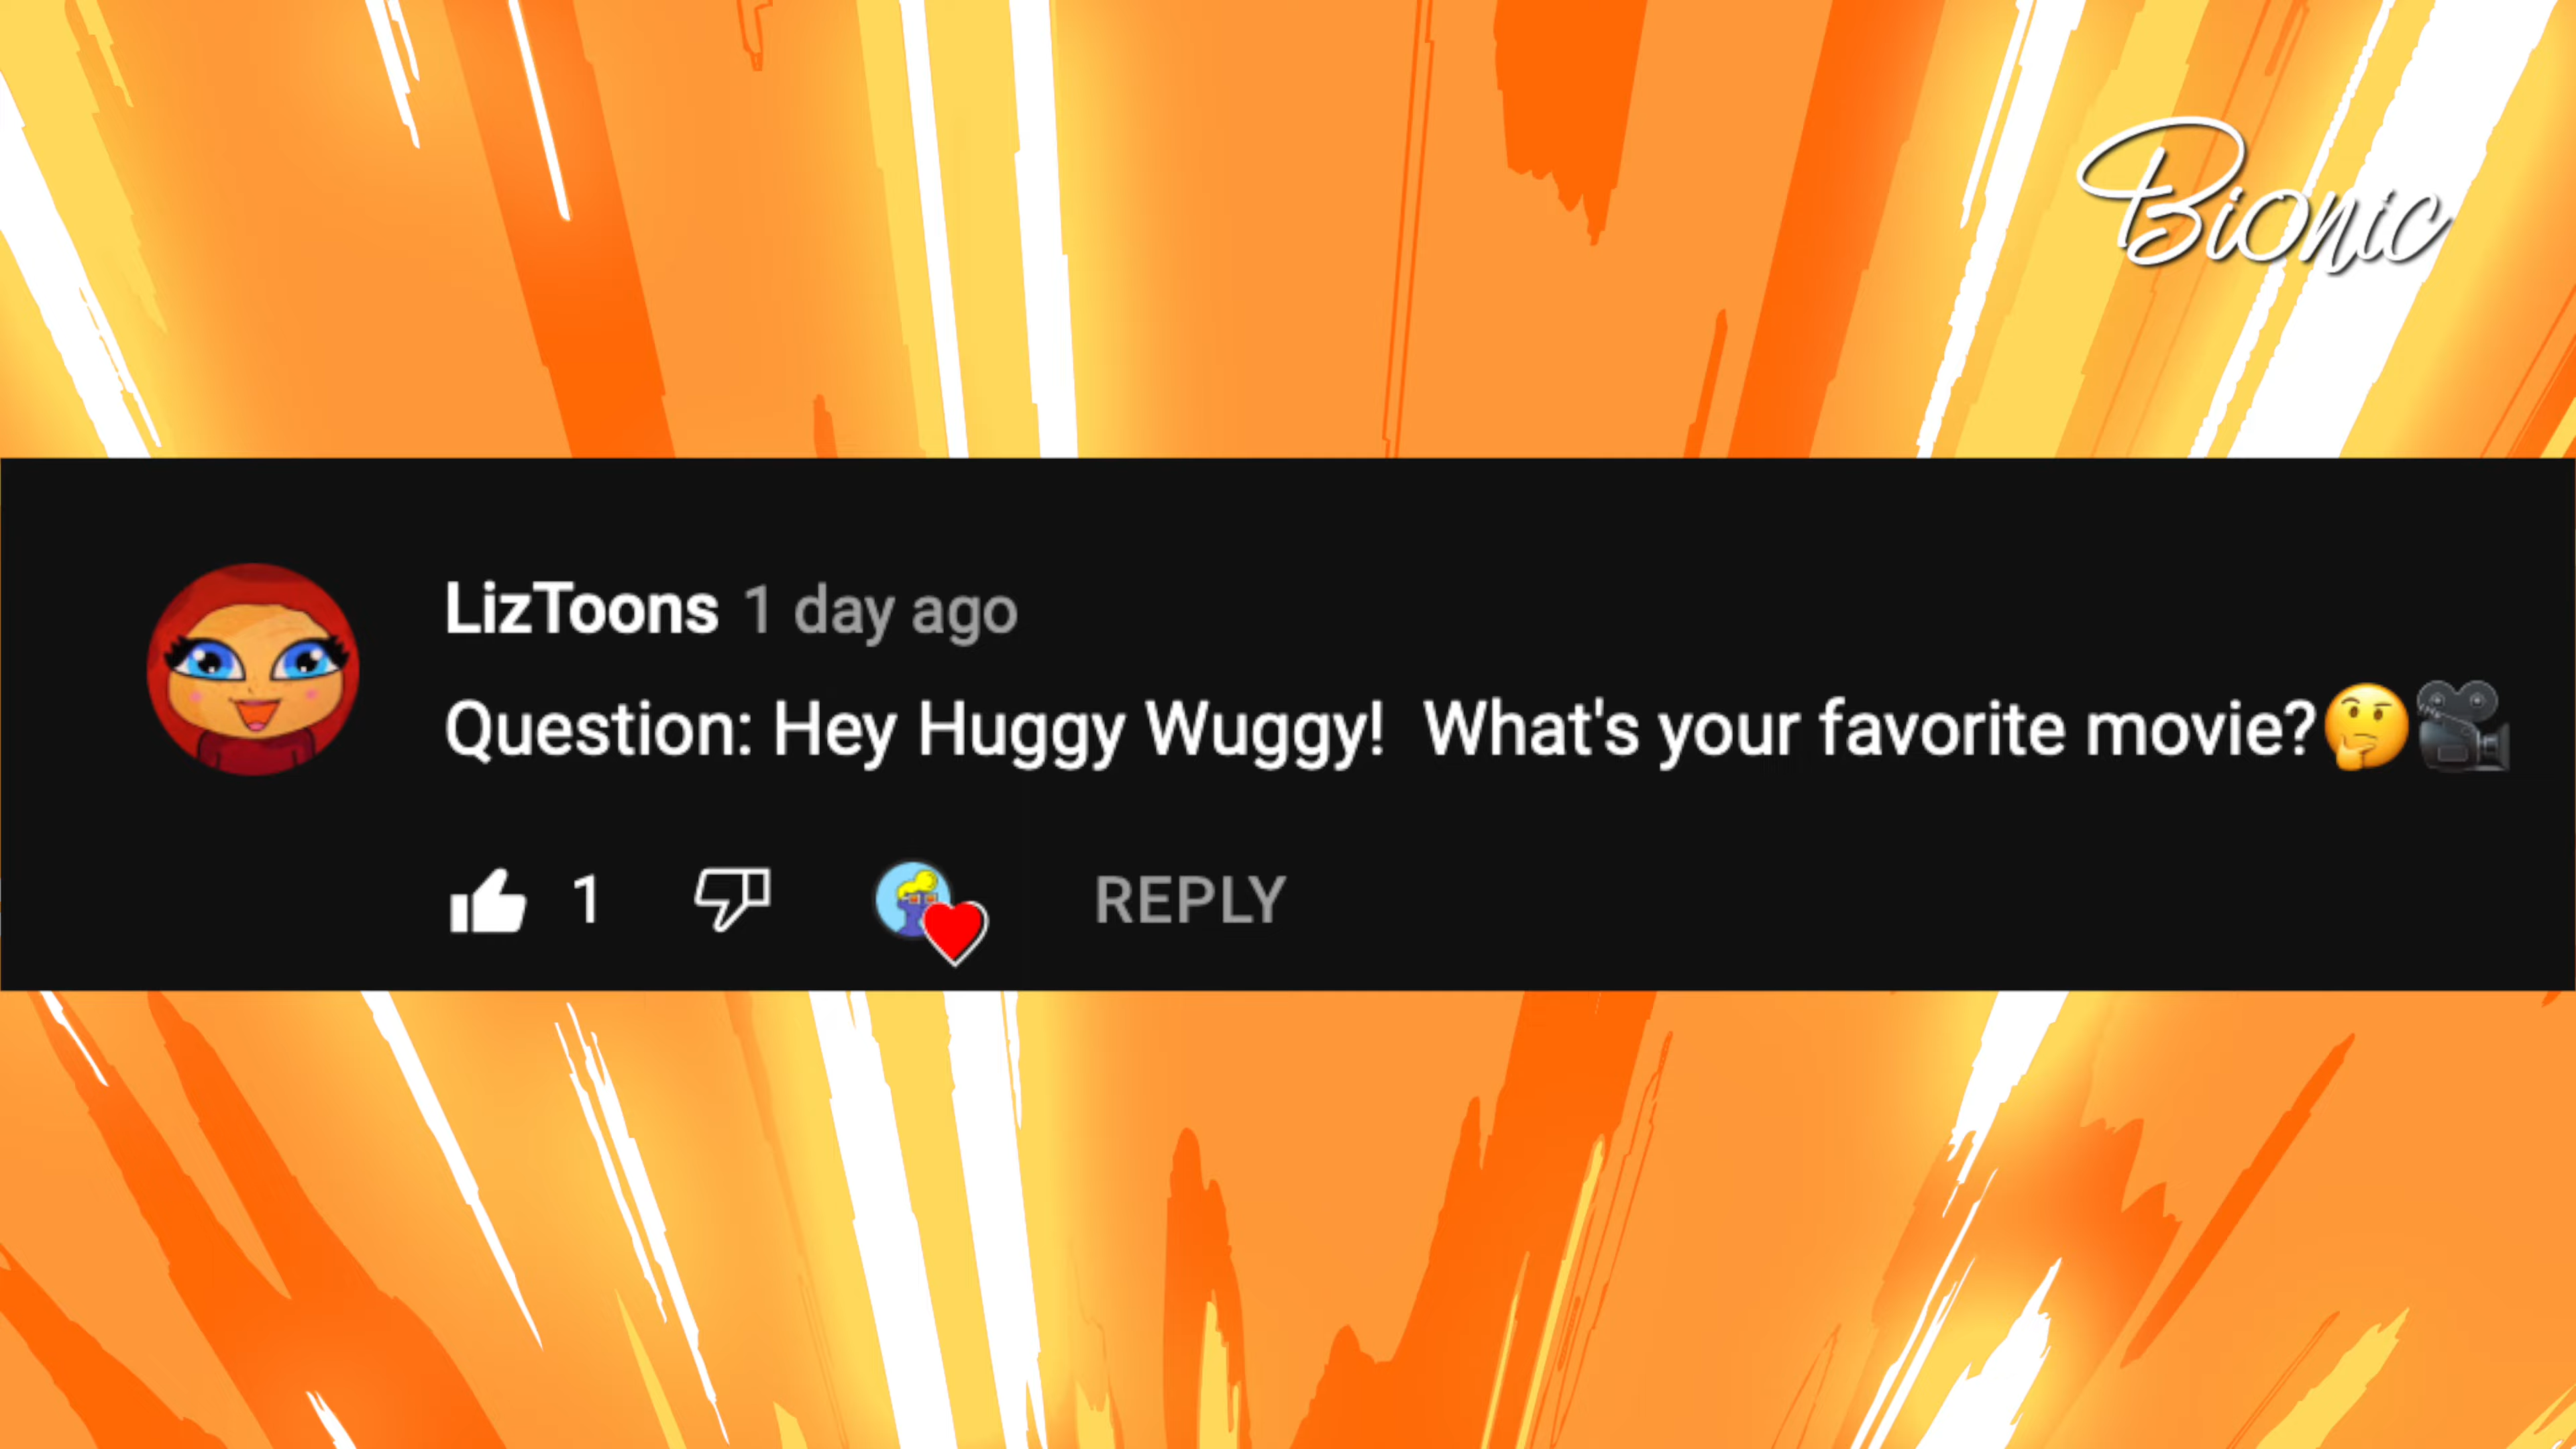 Bionic
LizToons 1 day ago
Question: Hey Huggy Wuggy!  What's your favorite movie?🤔🎥
1 REPLY